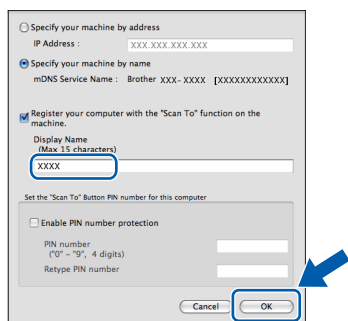 Specify your machine by address
IP Address : XXX.XXX.XXX.XXX
Specify your machine by name
mDNS Service Name : Brother XXX-XXXX [XXXXXXXXXXXX]
Register your computer with the "Scan To" function on the
machine.
Display Name
(Max 15 characters)
XXXX
Set the "Scan To" Button PIN number for this computer
Enable PIN number protection
PIN number
("0" – "9", 4 digits)
Retype PIN number
Cancel OK